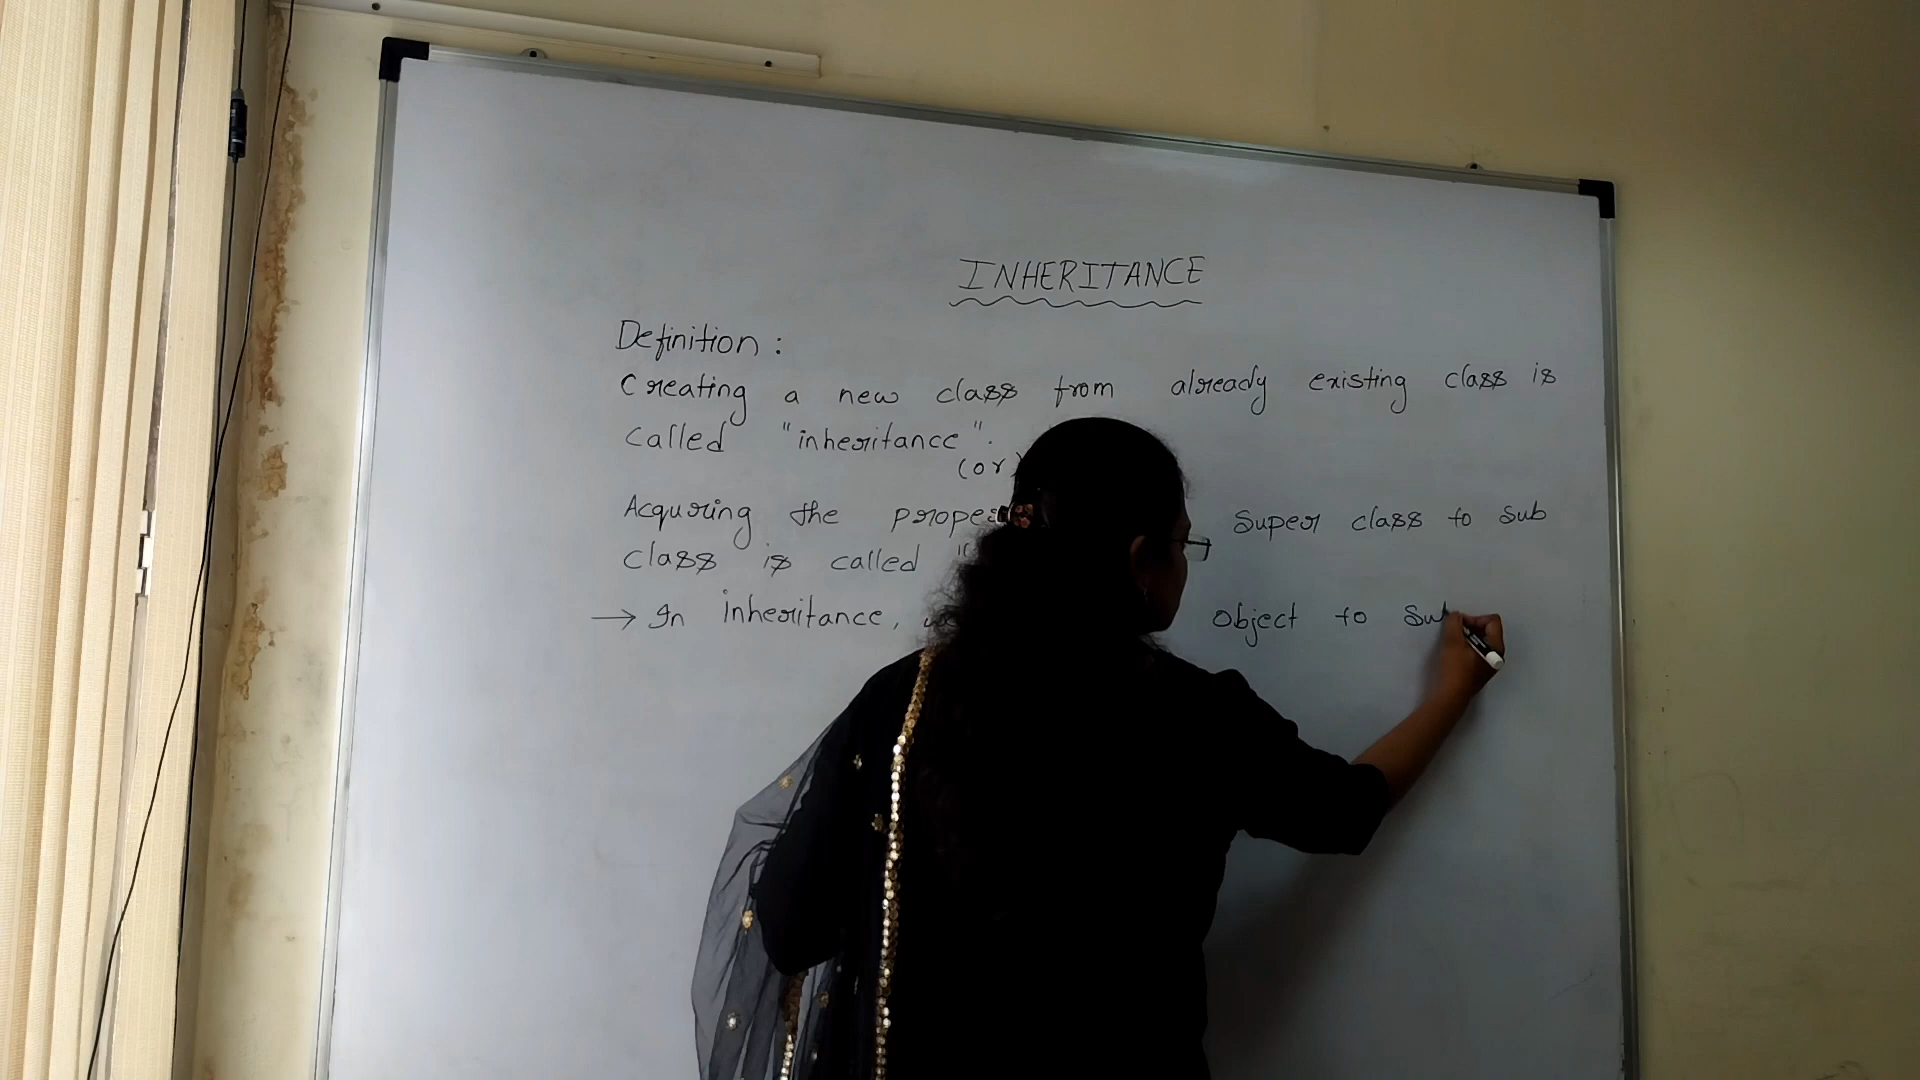 INHERITANCE
Definition :
Creating a new class from already existing class is
called "inheritance".
(or)
Acquring the Super class to sub
class is called
→ In inheritance, object to